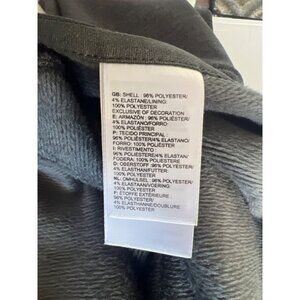 GB: SHELL : 96% POLYESTER/
4% ELASTANE/LINING
100% POLYESTER
EXCLUSIVE OF DECORATION
E: ARMAZÓN : 96% POLIÉSTER/
4% ELASTANO/FORRO
100% POLIÉSTER
P: TECIDO PRINCIPAL
96% POLIÉSTER/4% ELASTANO/
FORRO: 100% POLIÉSTER
I: RIVESTIMENTO
96% POLIESTERE/4% ELASTAN/
FODERA: 100% POLIESTERE
D: OBERSTOFF : 96% POLYESTER/
4% ELASTHAN/FUTTER:
100% POLYESTER
NL: OMHULSEL : 96% POLYESTER/
4% ELASTAAN/VOERING
100% POLYESTER
F: ÉTOFFE EXTÉRIEURE :
96% POLYESTER/
4% ELASTHANNE/DOUBLURE
100% POLYESTER